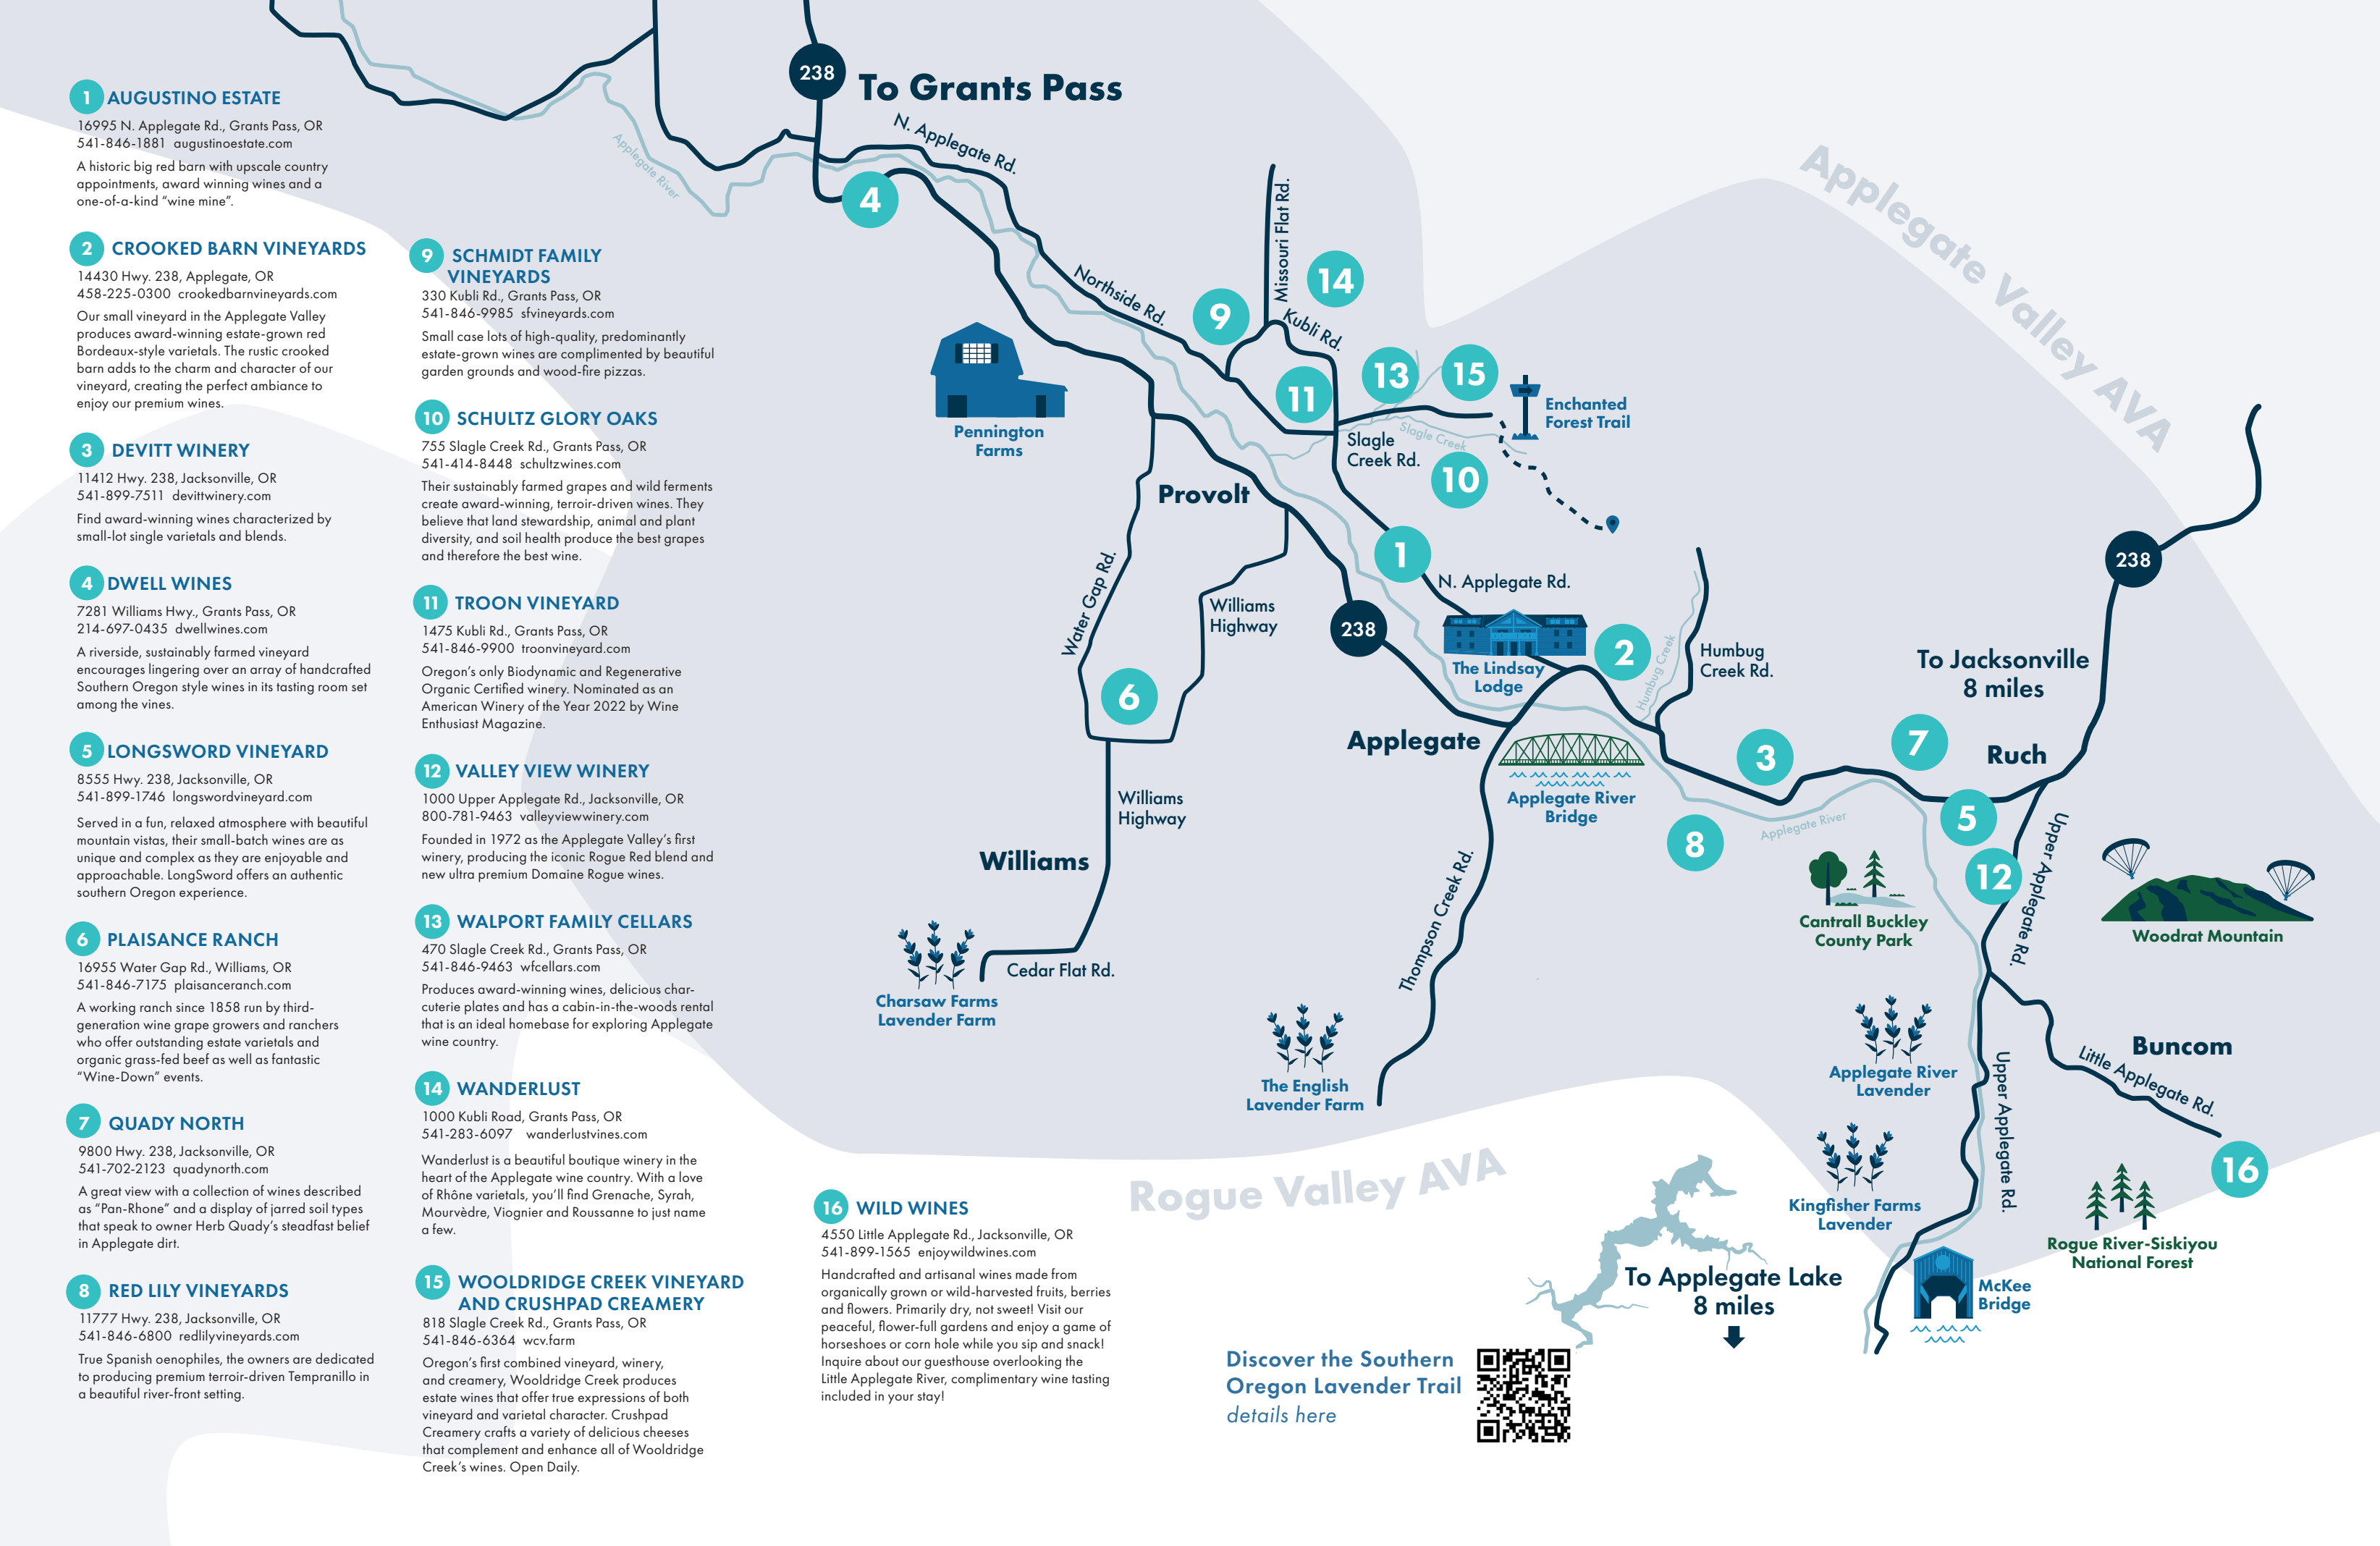 1 AUGUSTINO ESTATE
16995 N. Applegate Rd., Grants Pass, OR
541-846-1881 augustinoestate.com
A historic big red barn with upscale country
appointments, award winning wines and a
one-of-a-kind “wine mine”.
2 CROOKED BARN VINEYARDS
14430 Hwy. 238, Applegate, OR
458-225-0300 crookedbarnvineyards.com
Our small vineyard in the Applegate Valley
produces award-winning estate-grown red
Bordeaux-style varietals. The rustic crooked
barn adds to the charm and character of our
vineyard, creating the perfect ambiance to
enjoy our premium wines.
3 DEVITT WINERY
11412 Hwy. 238, Jacksonville, OR
541-899-7511 devittwinery.com
Find award-winning wines characterized by
small-lot single varietals and blends.
4 DWELL WINES
7281 Williams Hwy., Grants Pass, OR
214-697-0435 dwellwines.com
A riverside, sustainably farmed vineyard
encourages lingering over an array of handcrafted
Southern Oregon style wines in its tasting room set
among the vines.
5 LONGSWORD VINEYARD
8555 Hwy. 238, Jacksonville, OR
541-899-1746 longswordvineyard.com
Served in a fun, relaxed atmosphere with beautiful
mountain vistas, their small-batch wines are as
unique and complex as they are enjoyable and
approachable. LongSword offers an authentic
southern Oregon experience.
6 PLAISANCE RANCH
16955 Water Gap Rd., Williams, OR
541-846-7175 plaisanceranch.com
A working ranch since 1858 run by third-
generation wine grape growers and ranchers
who offer outstanding estate varietals and
organic grass-fed beef as well as fantastic
“Wine-Down” events.
7 QUADY NORTH
9800 Hwy. 238, Jacksonville, OR
541-702-2123 quadynorth.com
A great view with a collection of wines described
as “Pan-Rhone” and a display of jarred soil types
that speak to owner Herb Quady’s steadfast belief
in Applegate dirt.
8 RED LILY VINEYARDS
11777 Hwy. 238, Jacksonville, OR
541-846-6800 redlilyvineyards.com
True Spanish oenophiles, the owners are dedicated
to producing premium terroir-driven Tempranillo in
a beautiful river-front setting.
9 SCHMIDT FAMILY
VINEYARDS
330 Kubli Rd., Grants Pass, OR
541-846-9985 sfvineyards.com
Small case lots of high-quality, predominantly
estate-grown wines are complimented by beautiful
garden grounds and wood-fire pizzas.
10 SCHULTZ GLORY OAKS
755 Slagle Creek Rd., Grants Pass, OR
541-414-8448 schultzwines.com
Their sustainably farmed grapes and wild ferments
create award-winning, terroir-driven wines. They
believe that land stewardship, animal and plant
diversity, and soil health produce the best grapes
and therefore the best wine.
11 TROON VINEYARD
1475 Kubli Rd., Grants Pass, OR
541-846-9900 troonvineyard.com
Oregon’s only Biodynamic and Regenerative
Organic Certified winery. Nominated as an
American Winery of the Year 2022 by Wine
Enthusiast Magazine.
12 VALLEY VIEW WINERY
1000 Upper Applegate Rd., Jacksonville, OR
800-781-9463 valleyviewwinery.com
Founded in 1972 as the Applegate Valley’s first
winery, producing the iconic Rogue Red blend and
new ultra premium Domaine Rogue wines.
13 WALPORT FAMILY CELLARS
470 Slagle Creek Rd., Grants Pass, OR
541-846-9463 wfcellars.com
Produces award-winning wines, delicious char-
cuterie plates and has a cabin-in-the-woods rental
that is an ideal homebase for exploring Applegate
wine country.
14 WANDERLUST
1000 Kubli Road, Grants Pass, OR
541-283-6097 wanderlustvines.com
Wanderlust is a beautiful boutique winery in the
heart of the Applegate wine country. With a love
of Rhône varietals, you’ll find Grenache, Syrah,
Mourvèdre, Viognier and Roussanne to just name
a few.
15 WOOLDRIDGE CREEK VINEYARD
AND CRUSHPAD CREAMERY
818 Slagle Creek Rd., Grants Pass, OR
541-846-6364 wcv.farm
Oregon’s first combined vineyard, winery,
and creamery, Wooldridge Creek produces
estate wines that offer true expressions of both
vineyard and varietal character. Crushpad
Creamery crafts a variety of delicious cheeses
that complement and enhance all of Wooldridge
Creek’s wines. Open Daily.
16 WILD WINES
4550 Little Applegate Rd., Jacksonville, OR
541-899-1565 enjoywildwines.com
Handcrafted and artisanal wines made from
organically grown or wild-harvested fruits, berries
and flowers. Primarily dry, not sweet! Visit our
peaceful, flower-full gardens and enjoy a game of
horseshoes or corn hole while you sip and snack!
Inquire about our guesthouse overlooking the
Little Applegate River, complimentary wine tasting
included in your stay!
238
To Grants Pass
N. Applegate Rd.
Applegate River
4
Northside Rd.
Missouri Flat Rd.
14
9
Kubli Rd.
11
13
15
Enchanted
Forest Trail
Slagle Creek
Slagle
Creek Rd.
10
Pennington
Farms
Provolt
Applegate Valley AVA
1
N. Applegate Rd.
238
Water Gap Rd.
Williams
Highway
6
The Lindsay
Lodge
2
Humbug Creek
Humbug
Creek Rd.
238
To Jacksonville
8 miles
Applegate
Applegate River
Bridge
3
7
Ruch
5
8
Applegate River
12
Upper Applegate Rd.
Williams
Highway
Williams
Thompson Creek Rd.
Cantrall Buckley
County Park
Woodrat Mountain
Cedar Flat Rd.
Charsaw Farms
Lavender Farm
The English
Lavender Farm
Applegate River
Lavender
Upper Applegate Rd.
Buncom
Little Applegate Rd.
16
Rogue Valley AVA
Kingfisher Farms
Lavender
Rogue River-Siskiyou
National Forest
McKee
Bridge
To Applegate Lake
8 miles
Discover the Southern
Oregon Lavender Trail
details here